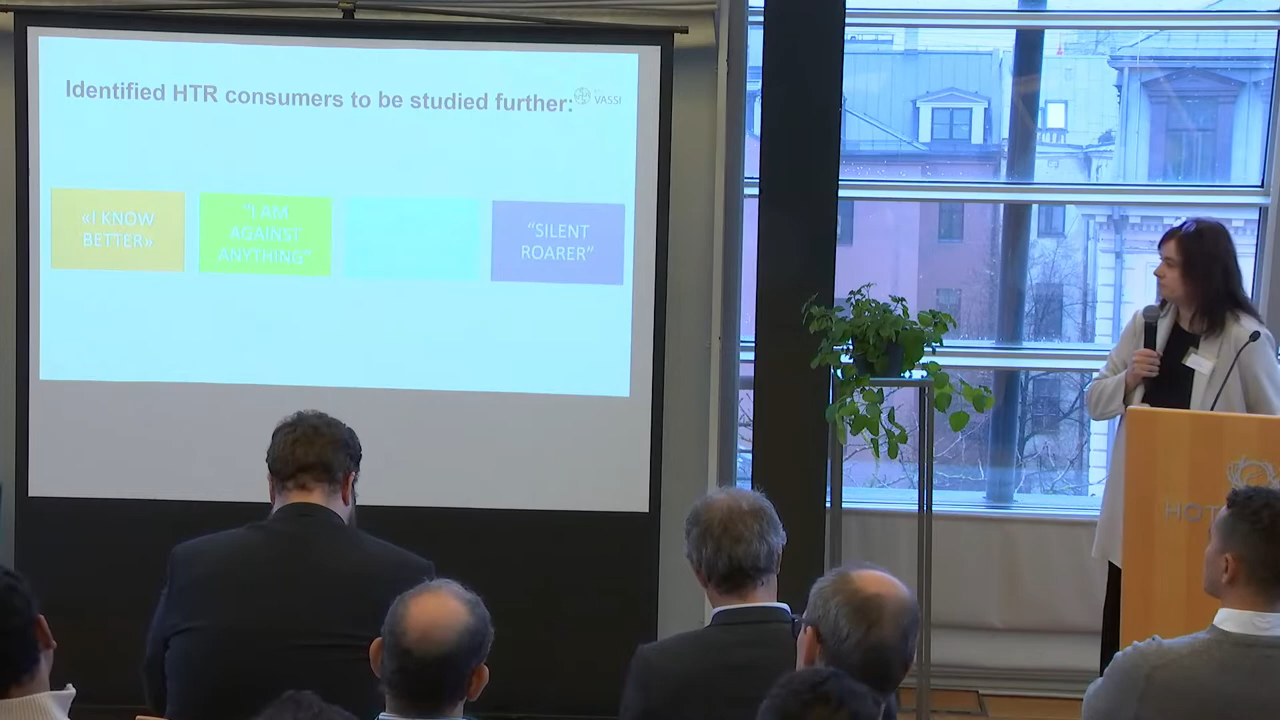 Identified HTR consumers to be studied further:
VASSI
«I KNOW
BETTER»
"I AM
AGAINST
ANYTHING"
"SILENT
ROARER"
HOT